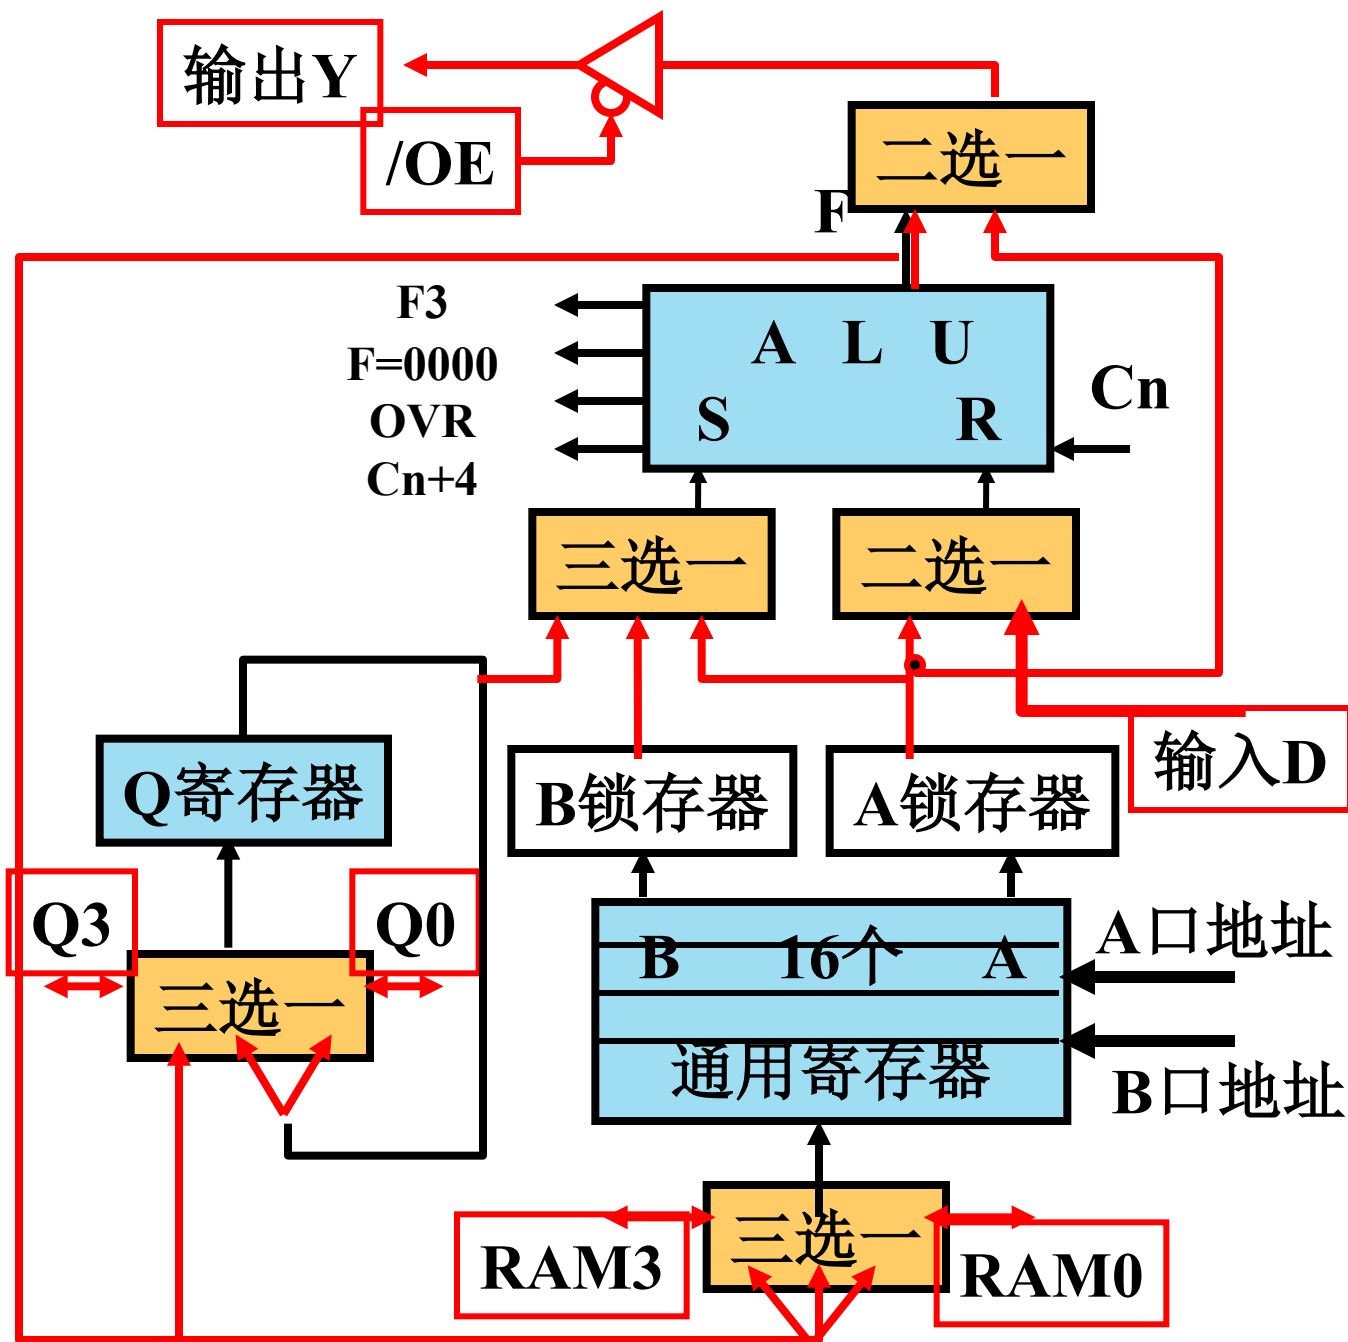 输出Y
/OE
二选一
F
F3
F=0000
OVR
Cn+4
A L U
S R
Cn
三选一
二选一
输入D
Q寄存器
B锁存器
A锁存器
Q3
Q0
三选一
B 16个 A
通用寄存器
A口地址
B口地址
RAM3
三选一
RAM0